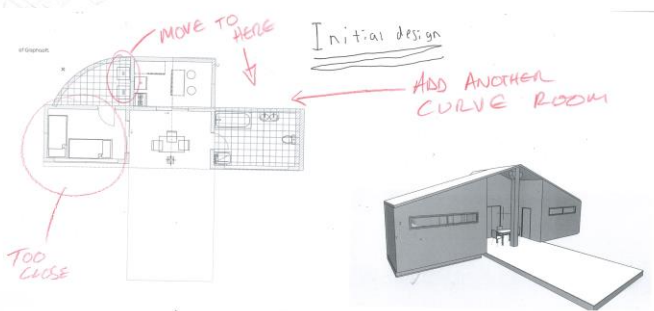 MOVE TO
HERE
Initial design
ADD ANOTHER
CURVE ROOM
TOO
CLOSE